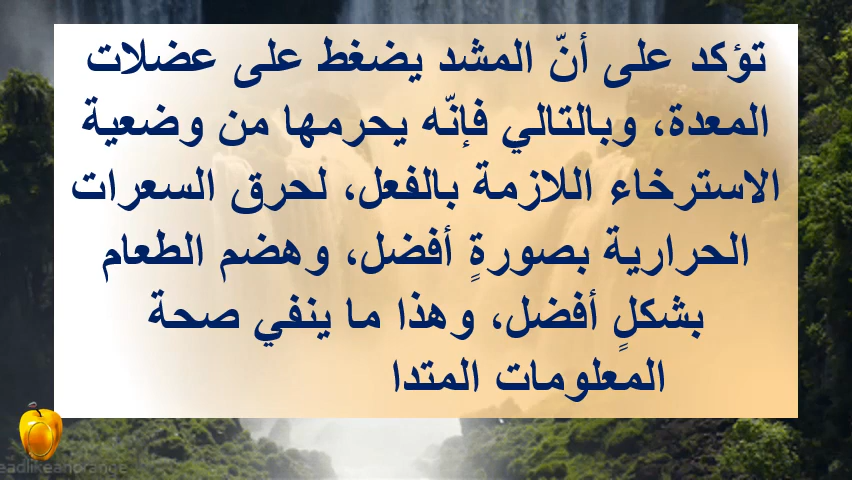 تؤكد على أنّ المشد يضغط على عضلات
المعدة، وبالتالي فإنّه يحرمها من وضعية
الاسترخاء اللازمة بالفعل، لحرق السعرات
الحرارية بصورةٍ أفضل، وهضم الطعام
بشكلٍ أفضل، وهذا ما ينفي صحة
المعلومات المتدا
eadlikeanorange